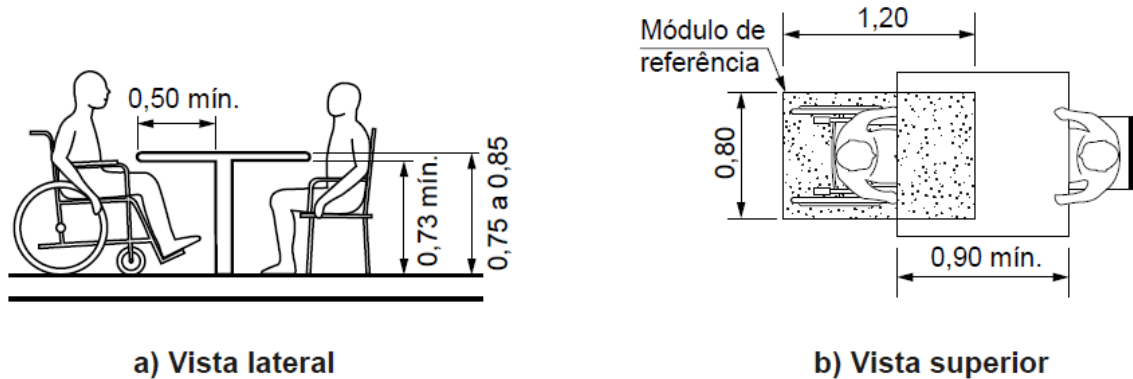 0,50 mín.
0,73 mín.
0,75 a 0,85
a) Vista lateral
Módulo de
referência
1,20
0,80
0,90 mín.
b) Vista superior